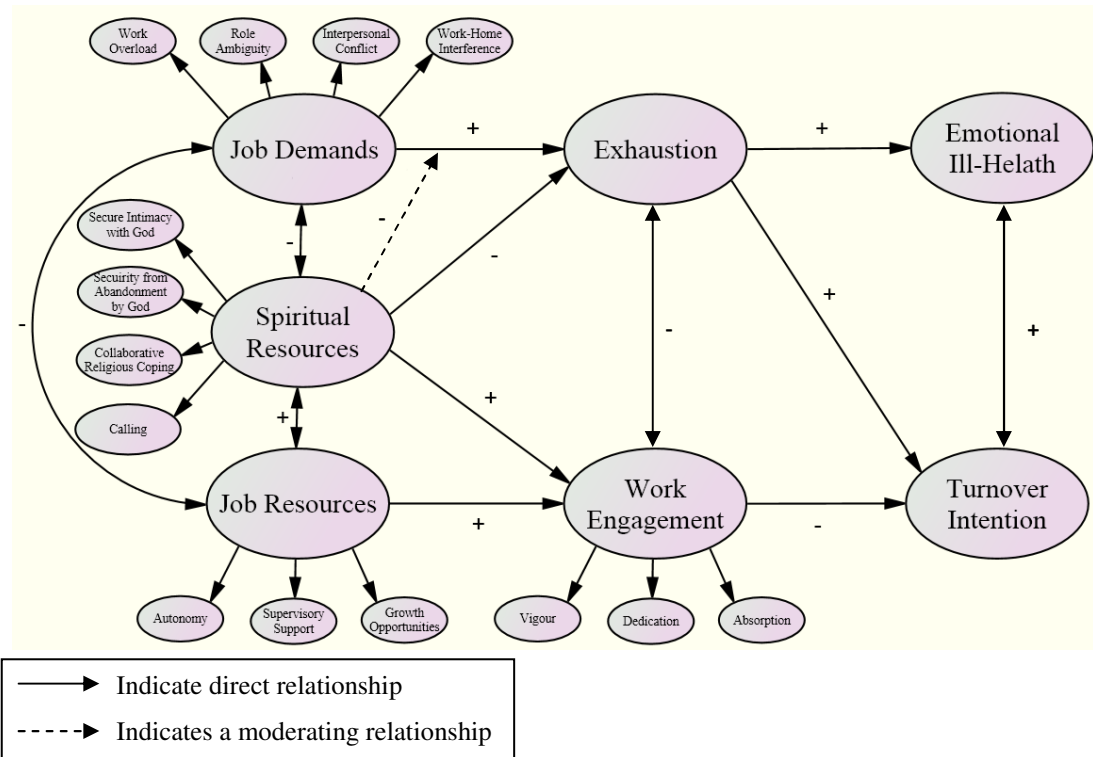 Work
Overload
Role
Ambiguity
Interpersonal
Conflict
Work-Home
Interference
Job Demands
+
Exhaustion
+
Emotional
Ill-Helath
-
-
Secure Intimacy
with God
Secuirity from
Abandonment
by God
Collaborative
Religious Coping
Calling
Spiritual
Resources
-
-
+
-
+
+
+
Job Resources
+
Work
Engagement
-
Turnover
Intention
Autonomy
Supervisory
Support
Growth
Opportunities
Vigour
Dedication
Absorption
Indicate direct relationship
Indicates a moderating relationship